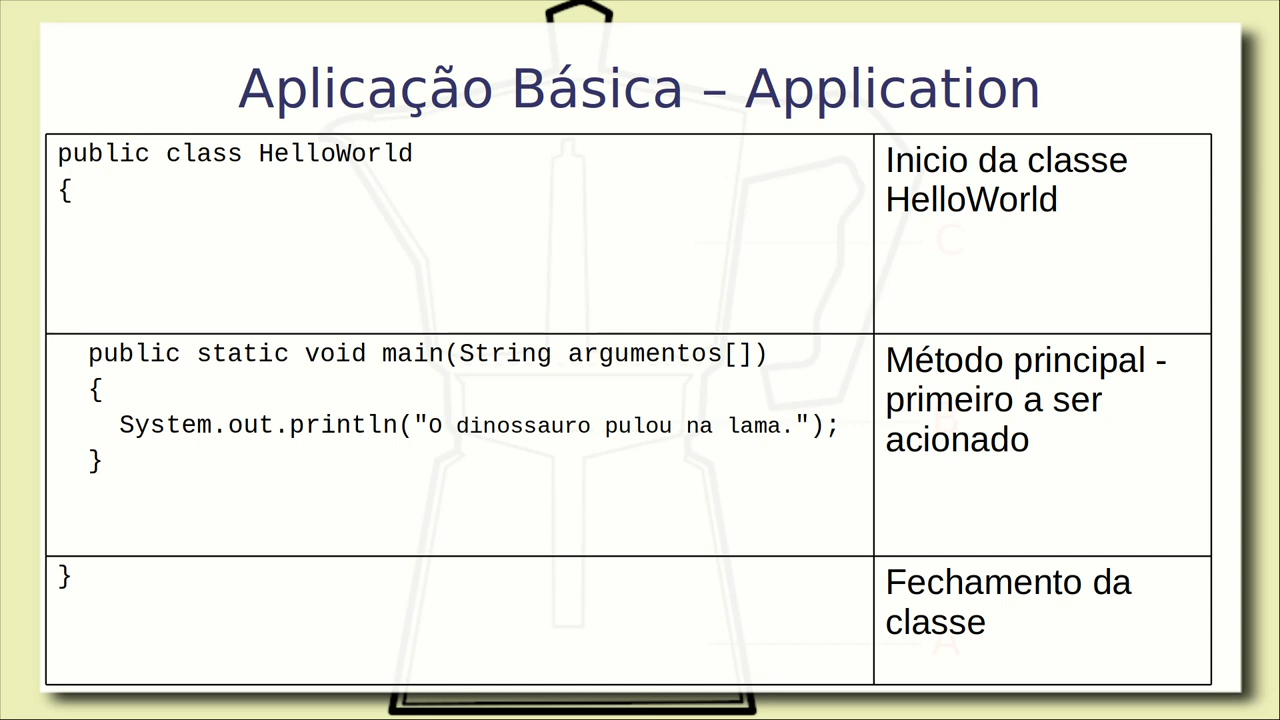 Aplicação Básica – Application
public class HelloWorld
{
Inicio da classe
HelloWorld
public static void main(String argumentos[])
{
System.out.println("O dinossauro pulou na lama.");
}
Método principal -
primeiro a ser
acionado
}
Fechamento da
classe
C
A